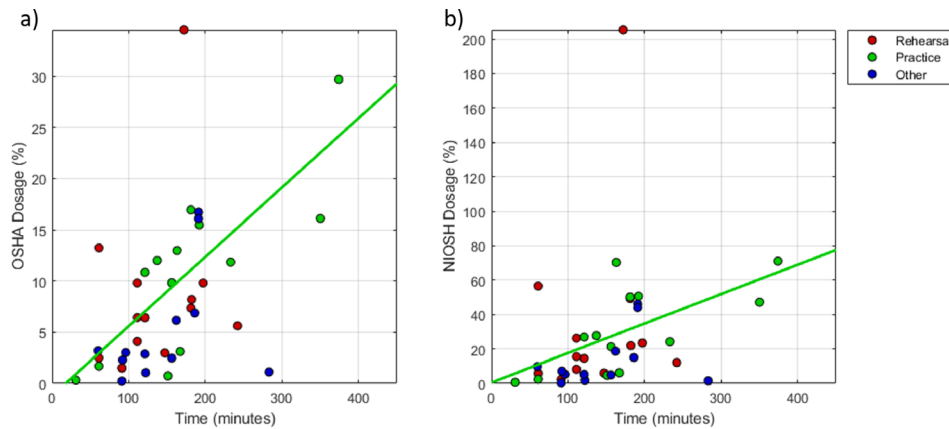 a)
OSHA Dosage (%)
30
25
20
15
10
5
0
0 100 200 300 400
Time (minutes)
b)
NIOSH Dosage (%)
200
180
160
140
120
100
80
60
40
20
0
0 100 200 300 400
Time (minutes)
Rehearsa
Practice
Other